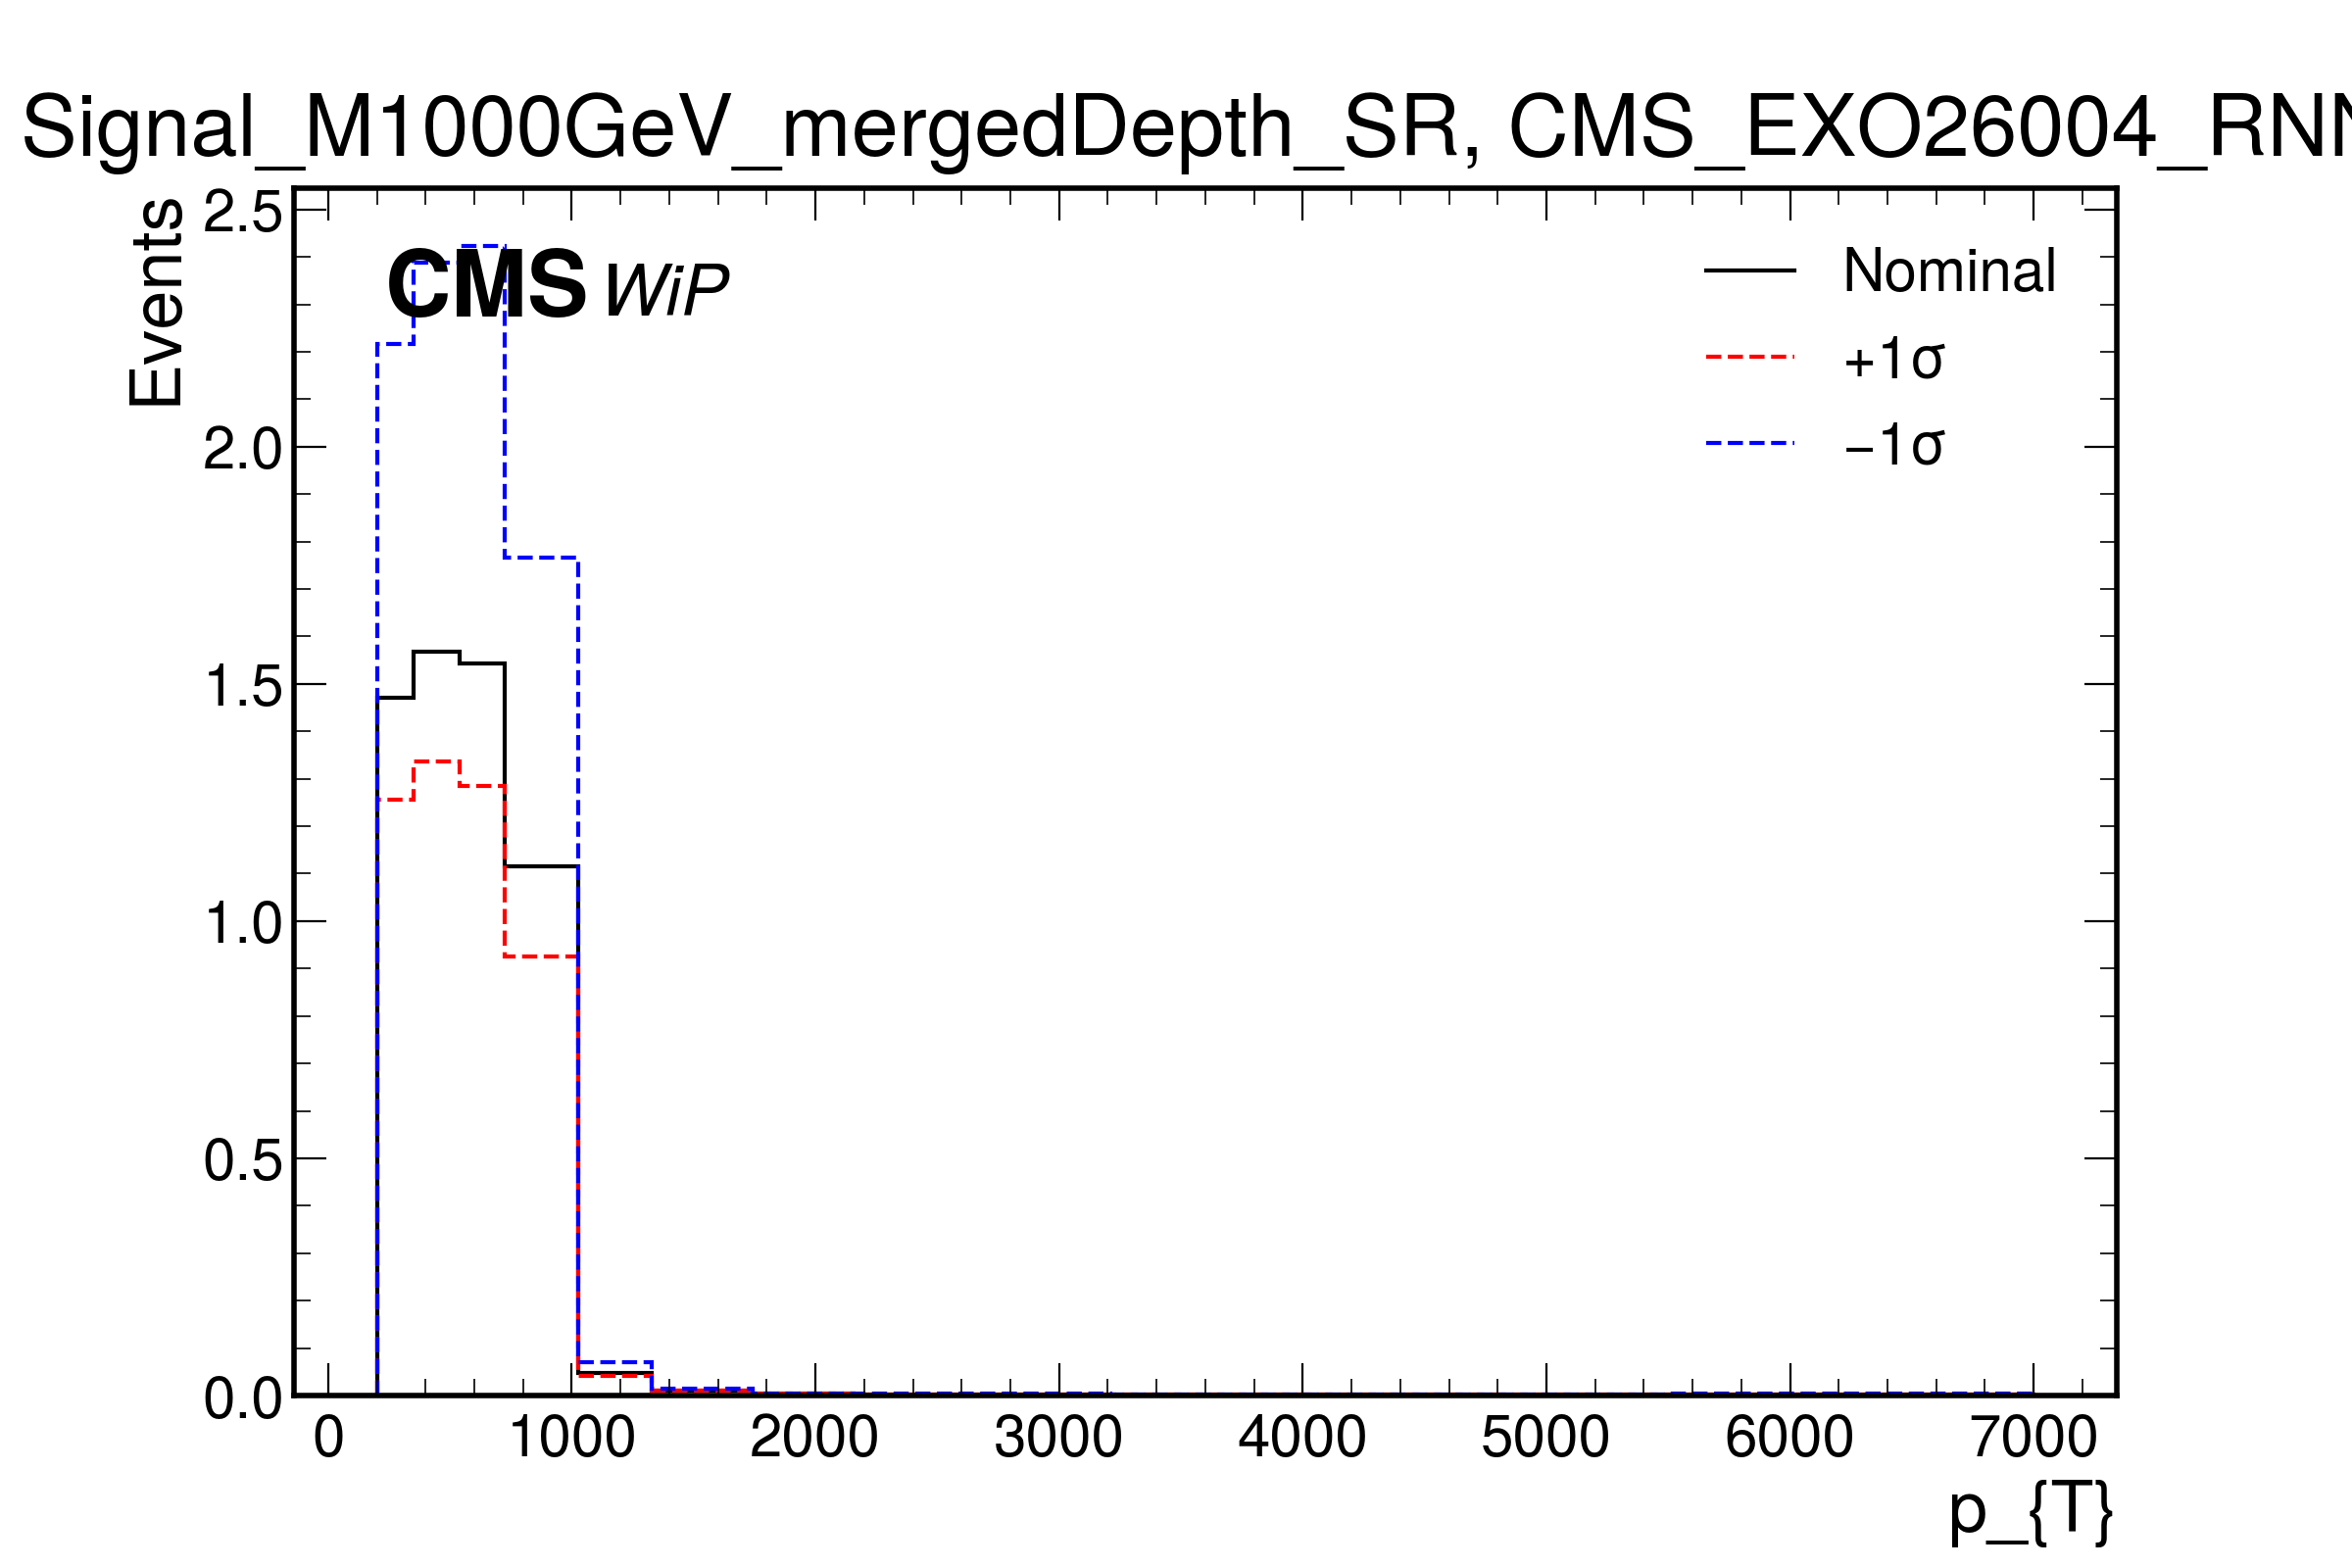 Signal_M1000GeV_mergedDepth_SR, CMS_EXO26004_RNN
Events
CMS WiP
Nominal
+1σ
−1σ
2.5
2.0
1.5
1.0
0.5
0.0
0 1000 2000 3000 4000 5000 6000 7000
p_{T}